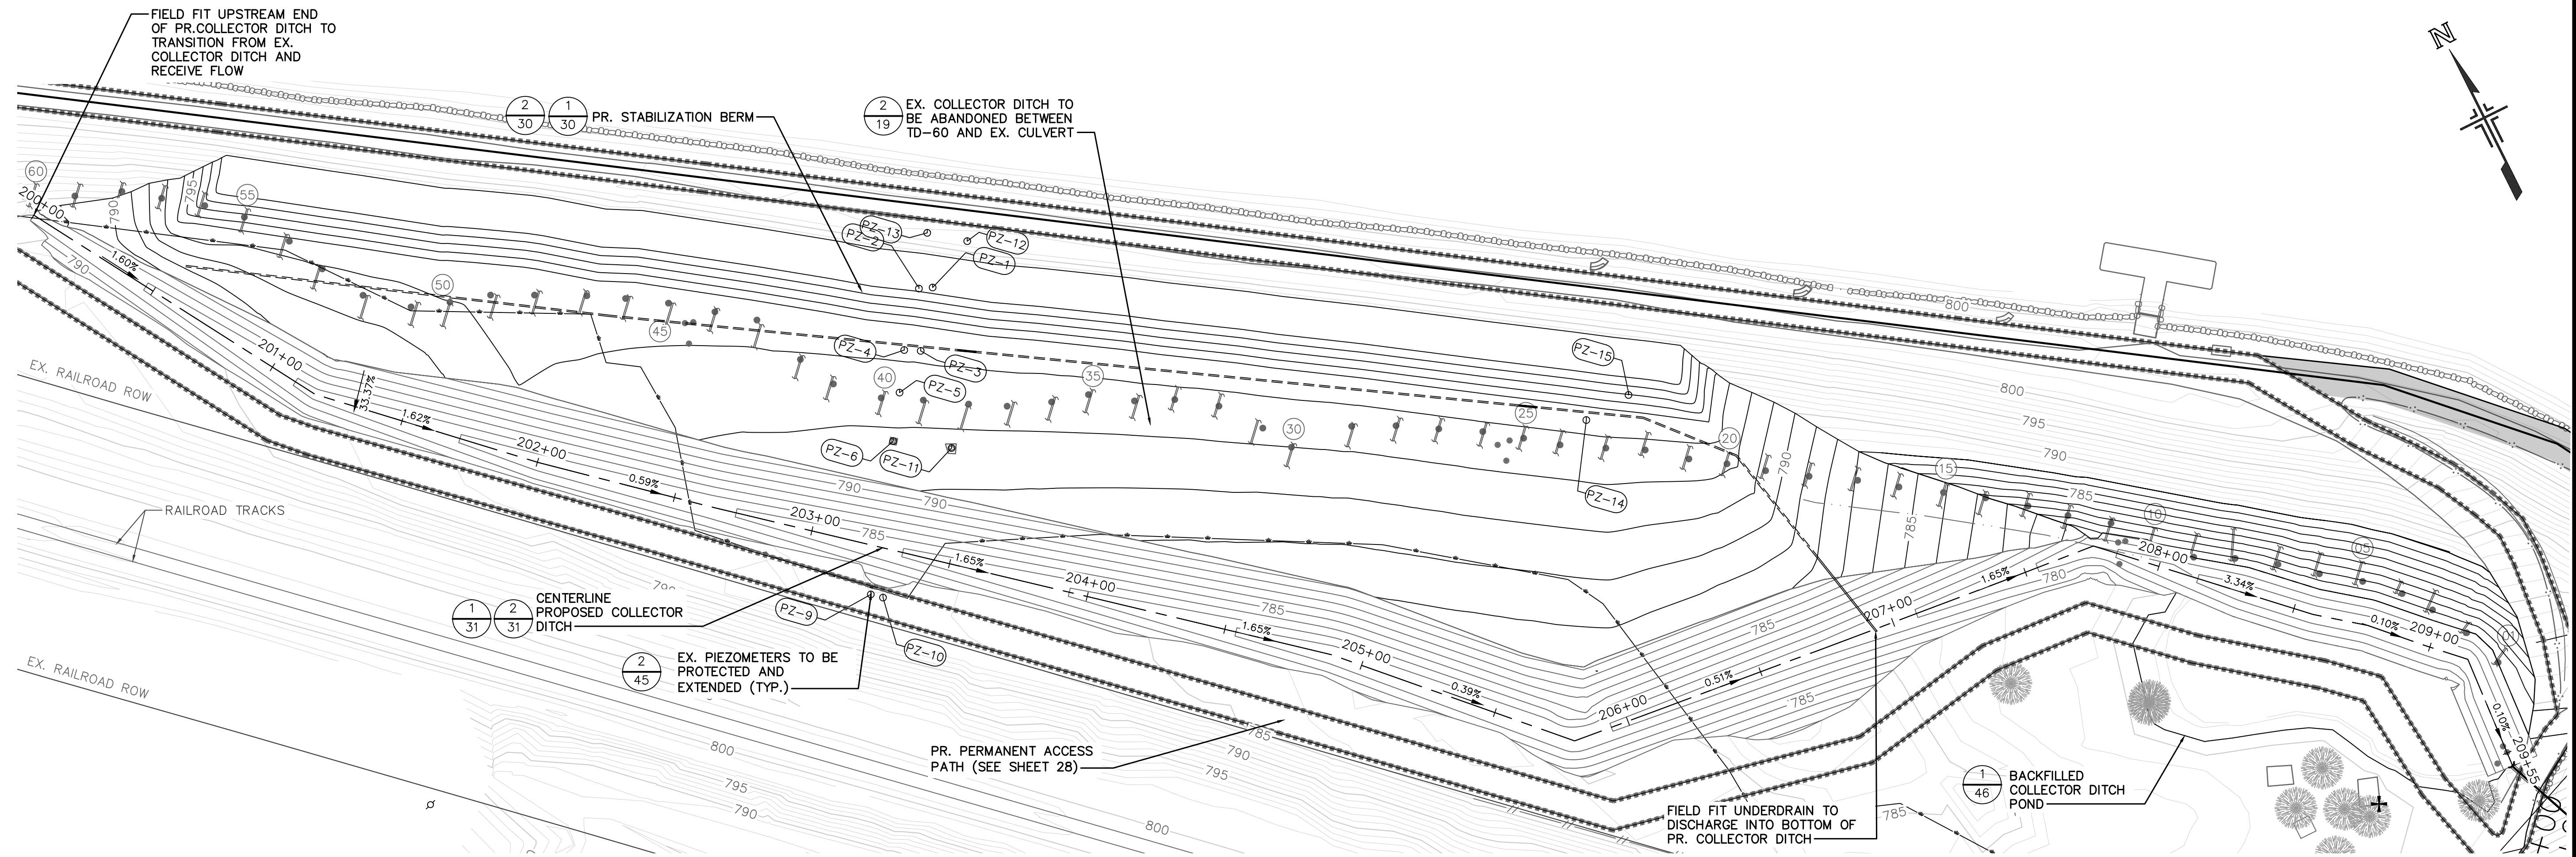 FIELD FIT UPSTREAM END
OF PR.COLLECTOR DITCH TO
TRANSITION FROM EX.
COLLECTOR DITCH AND
RECEIVE FLOW
2
30
1
30
PR. STABILIZATION BERM
2
19
EX. COLLECTOR DITCH TO
BE ABANDONED BETWEEN
TD-60 AND EX. CULVERT
N
60
200+00
790
795
55
790
1.60%
50
PZ-13
PZ-2
PZ-12
PZ-1
45
PZ-4
PZ-3
PZ-5
40
35
PZ-15
800
800
795
790
EX. RAILROAD ROW
201+00
33.37%
1.62%
202+00
0.59%
203+00
785
790
790
PZ-6
PZ-11
30
25
20
PZ-14
790
15
785
785
10
05
01
RAILROAD TRACKS
790
1.65%
204+00
785
1.65%
205+00
0.39%
206+00
0.51%
785
785
207+00
1.65%
780
208+00
3.34%
0.10%
209+00
0.10%
209+55
1
31
2
31
CENTERLINE
PROPOSED COLLECTOR
DITCH
PZ-9
PZ-10
2
45
EX. PIEZOMETERS TO BE
PROTECTED AND
EXTENDED (TYP.)
EX. RAILROAD ROW
PR. PERMANENT ACCESS
PATH (SEE SHEET 28)
785
790
795
800
795
790
800
FIELD FIT UNDERDRAIN TO
DISCHARGE INTO BOTTOM OF
PR. COLLECTOR DITCH
785
1
46
BACKFILLED
COLLECTOR DITCH
POND